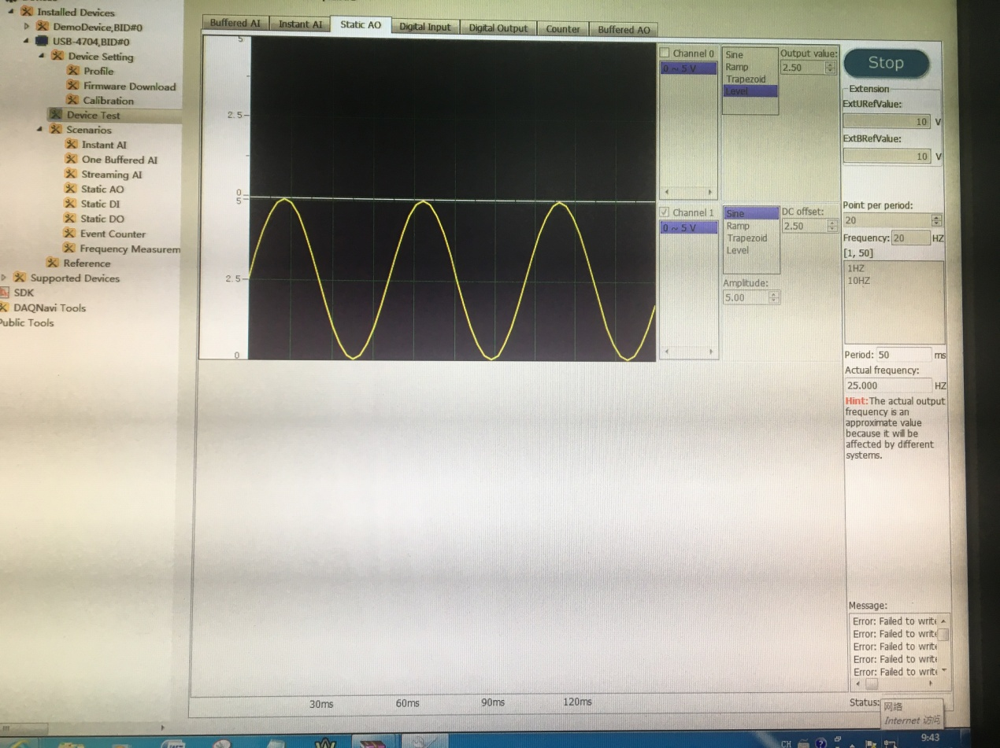 Installed Devices
DemoDevice,BID#0
USB-4704,BID#0
Device Setting
Profile
Firmware Download
Calibration
Device Test
Scenarios
Instant AI
One Buffered AI
Streaming AI
Static AO
Static DI
Static DO
Event Counter
Frequency Measurem
Reference
Supported Devices
SDK
DAQNavi Tools
Public Tools
Buffered AI
Instant AI
Static AO
Digital Input
Digital Output
Counter
Buffered AO
5
2.5
0
5
2.5
0
Channel 0
0 ~ 5 V
Sine
Ramp
Trapezoid
Level
Output value:
2.50
Channel 1
0 ~ 5 V
Sine
Ramp
Trapezoid
Level
DC offset:
2.50
Amplitude:
5.00
Stop
Extension
ExtURefValue:
10 V
ExtBRefValue:
10 V
Point per period:
20
Frequency: 20 HZ
[1, 50]
1HZ
10HZ
Period: 50 ms
Actual frequency:
25.000 HZ
Hint:The actual output
frequency is an
approximate value
because it will be
affected by different
systems.
Message:
Error: Failed to write
Error: Failed to write
Error: Failed to write
Error: Failed to write
Error: Failed to write
30ms
60ms
90ms
120ms
Status:
网络
Internet 访问
CH
9:43